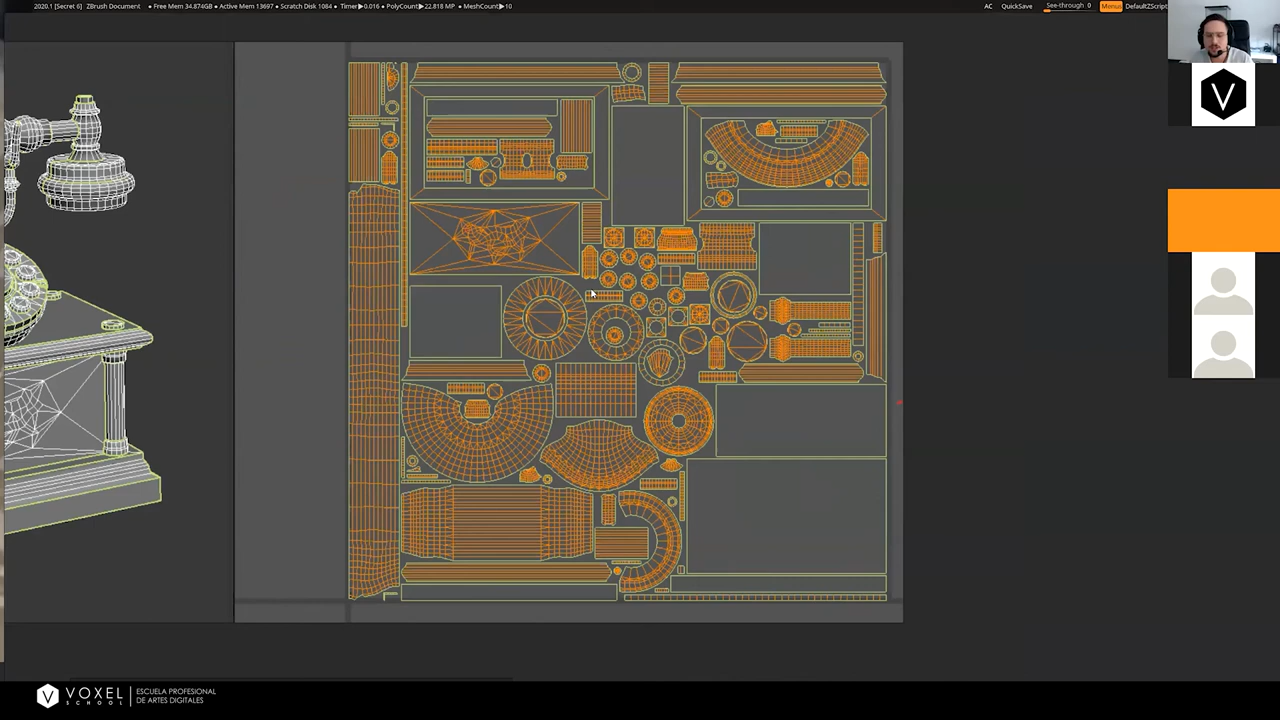 2020.1 [Secret 6] ZBrush Document • Free Mem 34.874GB • Active Mem 13697 • Scratch Disk 1084 • Timer▶0.016 • PolyCount▶22.818 MP • MeshCount▶10 AC QuickSave See-through 0 Menus DefaultZScript
VOXEL
SCHOOL
ESCUELA PROFESIONAL
DE ARTES DIGITALES